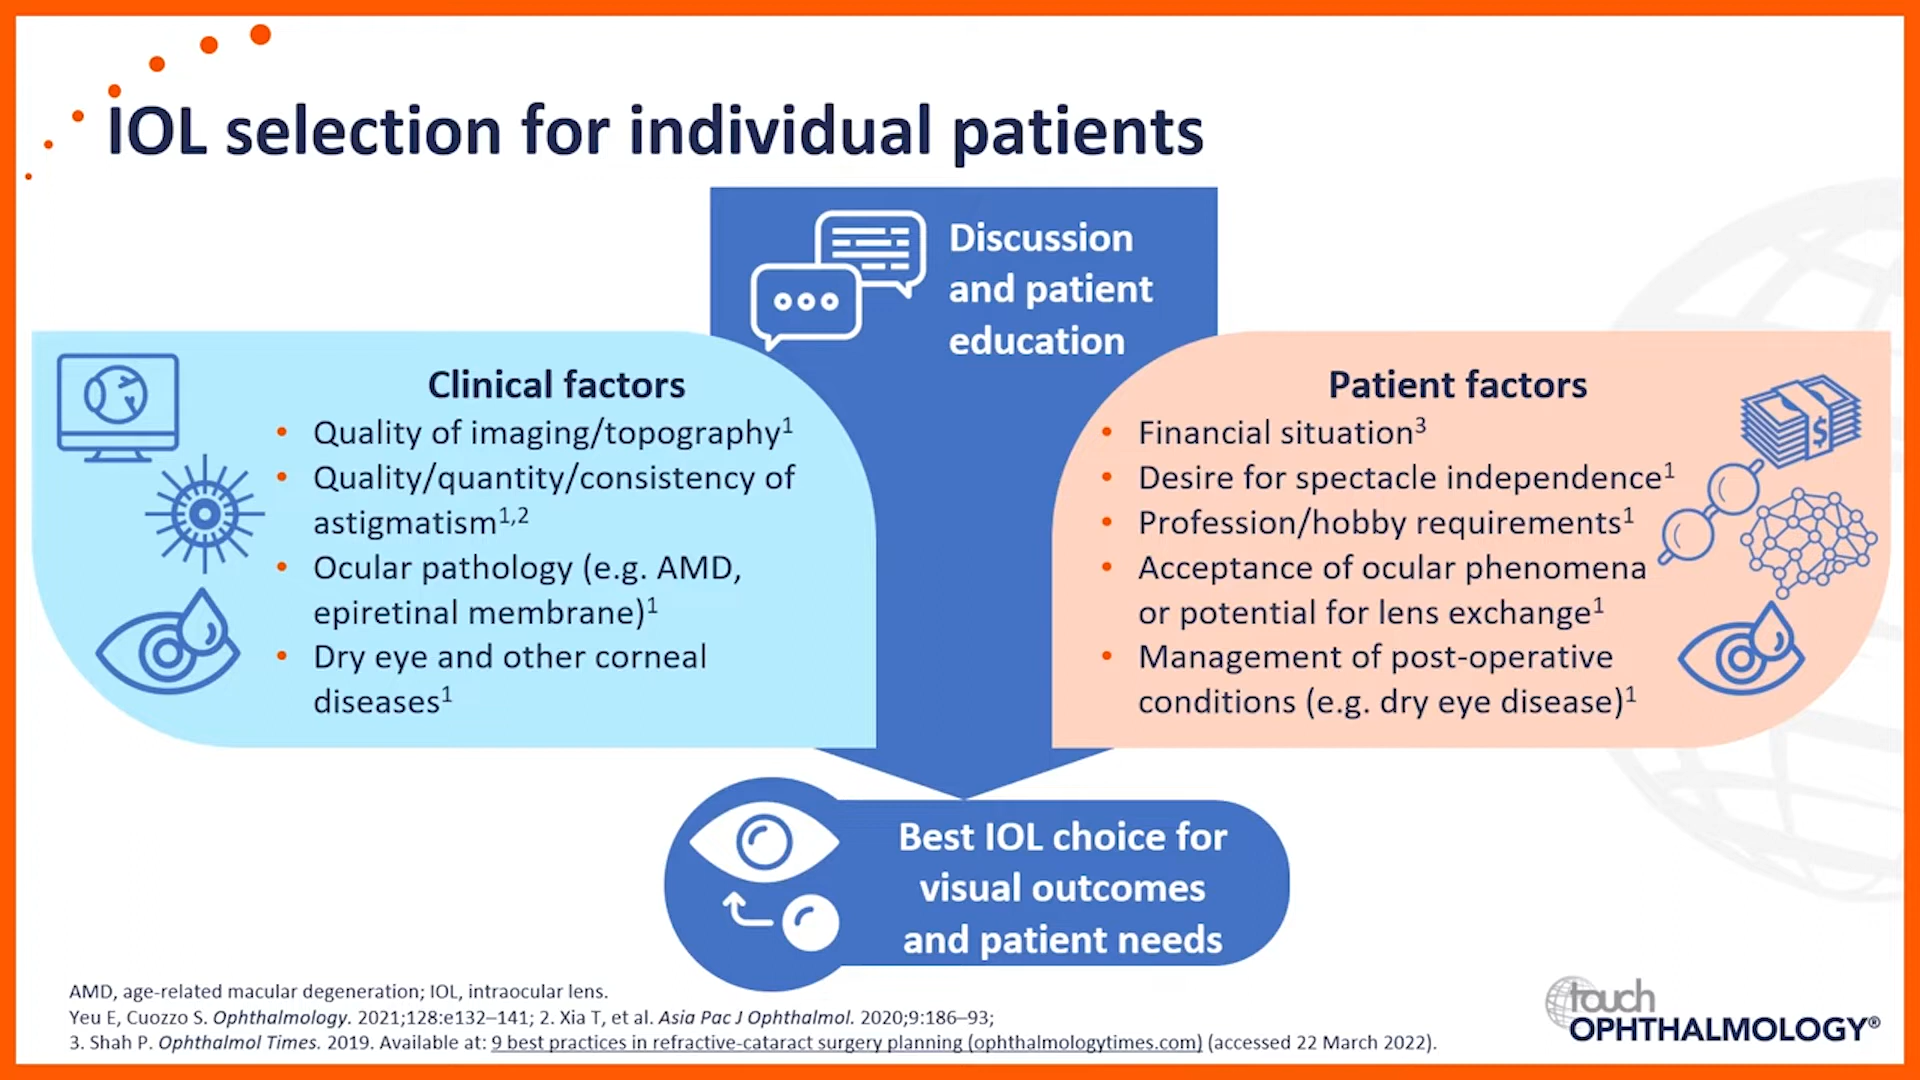 IOL selection for individual patients
Discussion
and patient
education
Clinical factors
• Quality of imaging/topography¹
• Quality/quantity/consistency of
astigmatism¹,²
• Ocular pathology (e.g. AMD,
epiretinal membrane)¹
• Dry eye and other corneal
diseases¹
Patient factors
• Financial situation³
• Desire for spectacle independence¹
• Profession/hobby requirements¹
• Acceptance of ocular phenomena
or potential for lens exchange¹
• Management of post-operative
conditions (e.g. dry eye disease)¹
$
Best IOL choice for
visual outcomes
and patient needs
AMD, age-related macular degeneration; IOL, intraocular lens.
Yeu E, Cuozzo S. Ophthalmology. 2021;128:e132–141; 2. Xia T, et al. Asia Pac J Ophthalmol. 2020;9:186–93;
3. Shah P. Ophthalmol Times. 2019. Available at: 9 best practices in refractive-cataract surgery planning (ophthalmologytimes.com) (accessed 22 March 2022).
touch
OPHTHALMOLOGY®